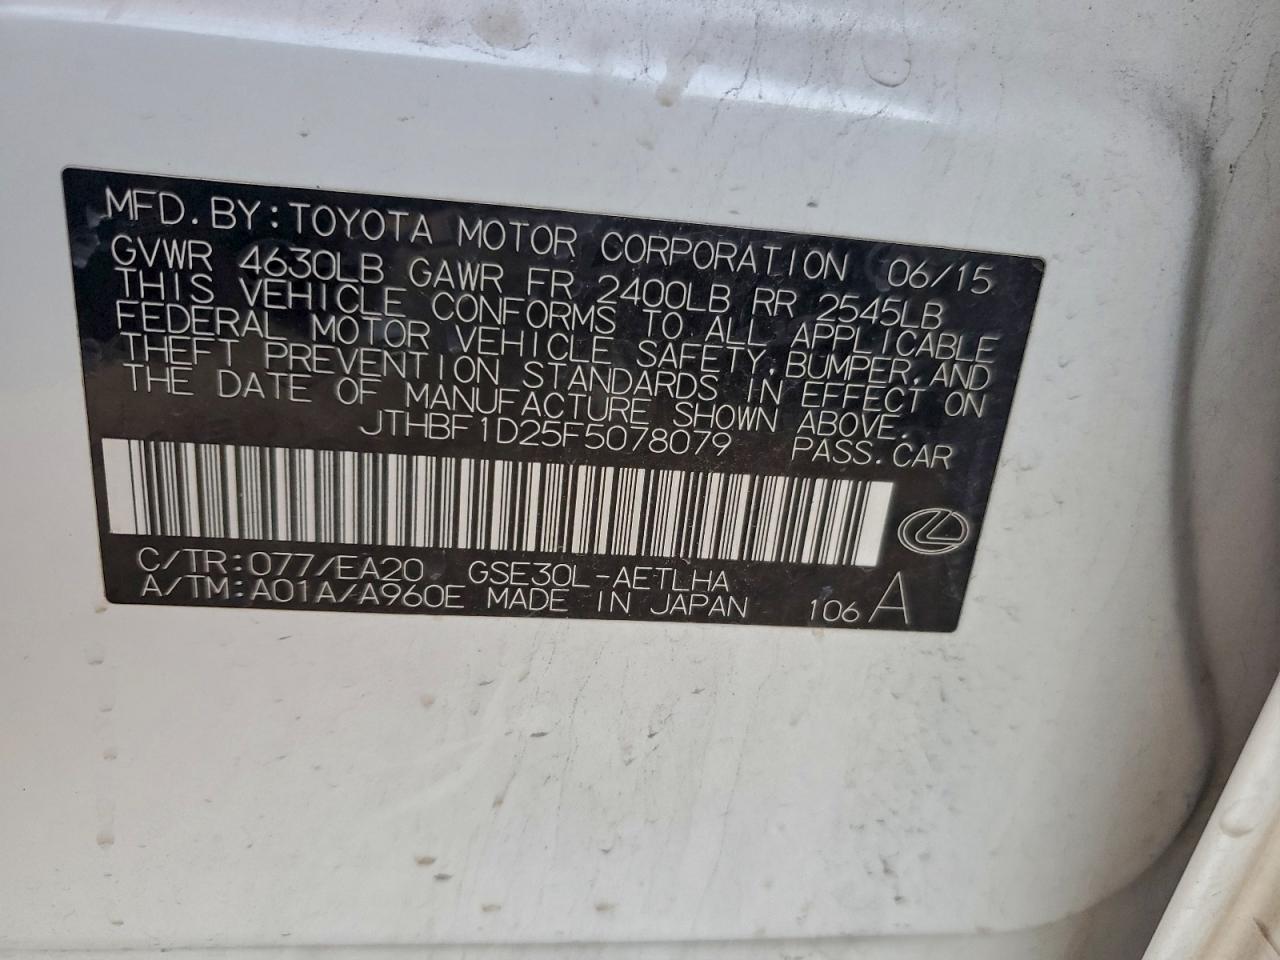 MFD. BY: TOYOTA MOTOR CORPORATION 06/15
GVWR 4630LB GAWR FR 2400LB RR 2545LB
THIS VEHICLE CONFORMS TO ALL APPLICABLE
FEDERAL MOTOR VEHICLE SAFETY, BUMPER, AND
THEFT PREVENTION STANDARDS IN EFFECT ON
THE DATE OF MANUFACTURE SHOWN ABOVE.
JTHBF1D25F5078079 PASS. CAR
C/TR: 077/EA20 GSE30L-AETLHA
A/TM: A01A/A960E MADE IN JAPAN 106 A